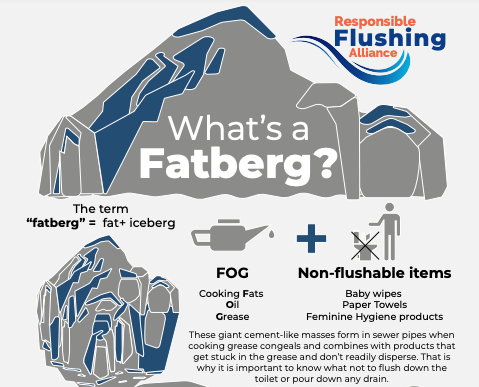 Responsible
Flushing
Alliance
What's a
Fatberg?
The term
“fatberg” = fat+ iceberg
FOG
Cooking Fats
Oil
Grease
Non-flushable items
Baby wipes
Paper Towels
Feminine Hygiene products
These giant cement-like masses form in sewer pipes when
cooking grease congeals and combines with products that
get stuck in the grease and don't readily disperse. That is
why it is important to know what not to flush down the
toilet or pour down any drain.